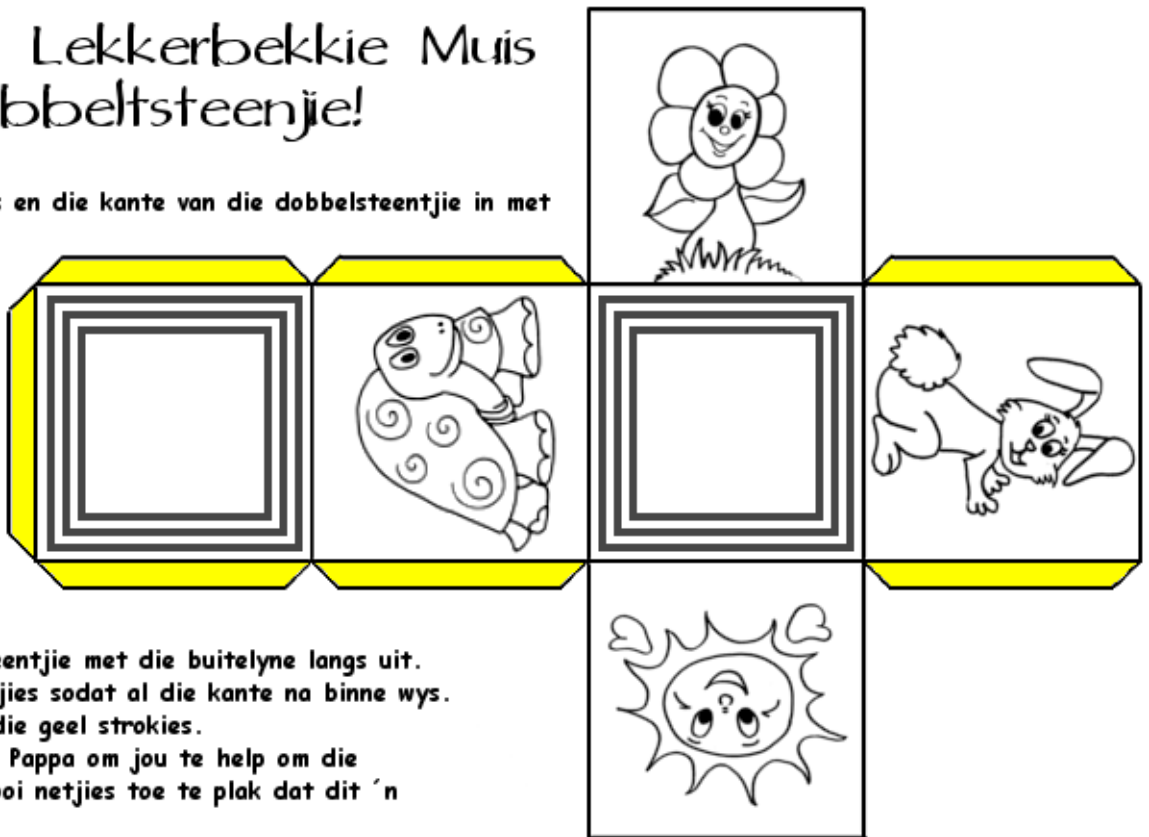 Lekkerbekkie Muis
bbeltsteenjie!
en die kante van die dobbelsteentjie in met
eentjie met die buitelyne langs uit.
jies sodat al die kante na binne wys.
die geel strokies.
Pappa om jou te help om die
ooi netjies toe te plak dat dit ´n